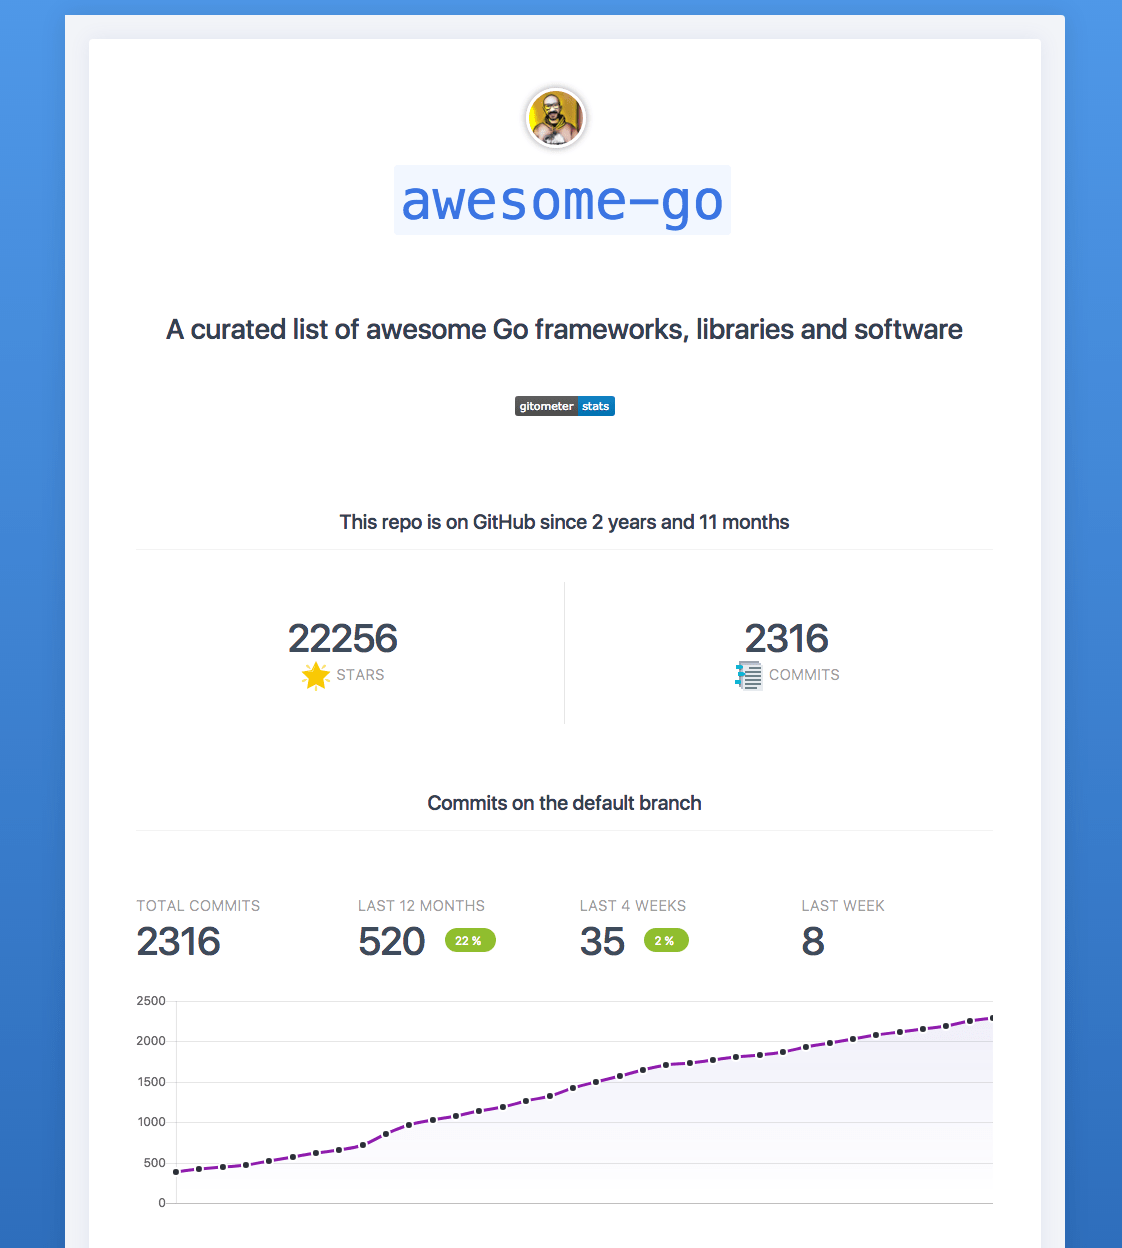 awesome-go
A curated list of awesome Go frameworks, libraries and software
gitometer stats
This repo is on GitHub since 2 years and 11 months
22256
STARS
2316
COMMITS
Commits on the default branch
TOTAL COMMITS
2316
LAST 12 MONTHS
520 22 %
LAST 4 WEEKS
35 2 %
LAST WEEK
8
2500
2000
1500
1000
500
0